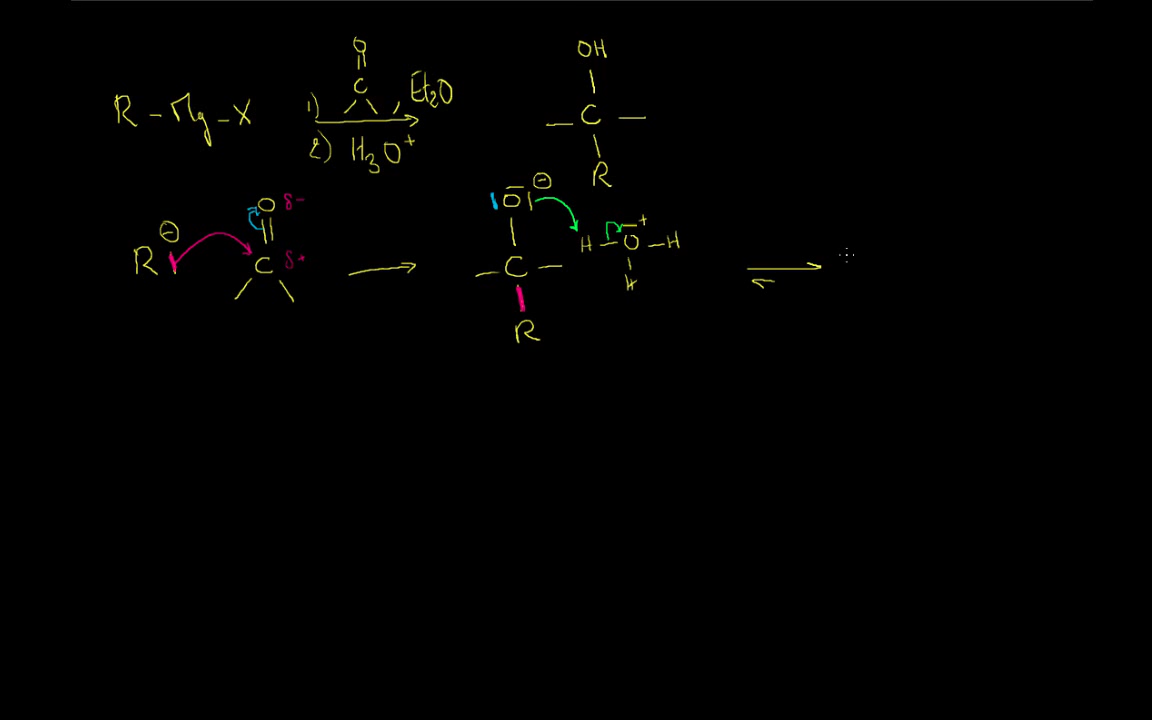 R-Mg-X 1) O=C, Et₂O OH
2) H₃O⁺ -C-
R
R⊖ O δ- |O|⊖ H-O⁺-H
C δ+ -C- H
R